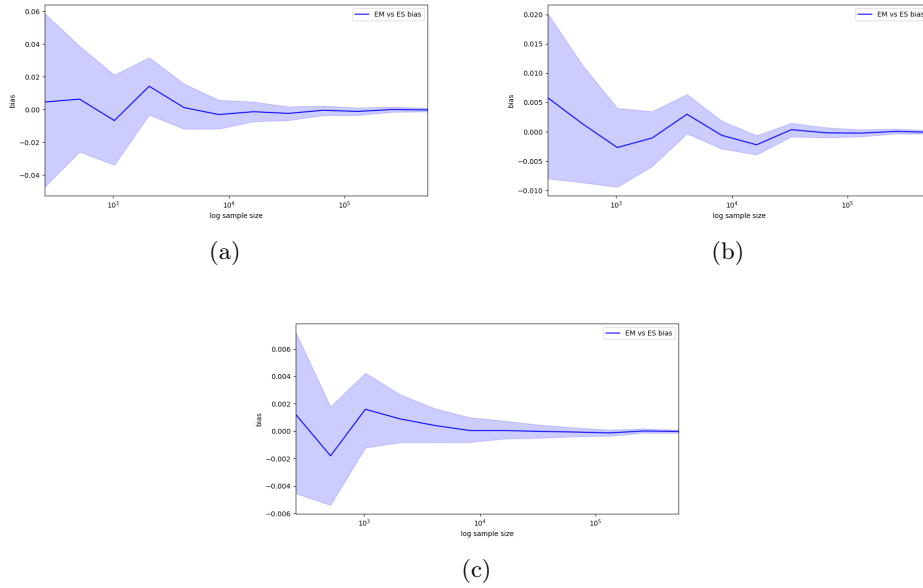 EM vs ES bias
0.06
0.04
0.02
0.00
−0.02
−0.04
bias
10³
10⁴
10⁵
log sample size
(a)
EM vs ES bias
0.020
0.015
0.010
0.005
0.000
−0.005
−0.010
bias
10³
10⁴
10⁵
log sample size
(b)
EM vs ES bias
0.006
0.004
0.002
0.000
−0.002
−0.004
−0.006
bias
10³
10⁴
10⁵
log sample size
(c)